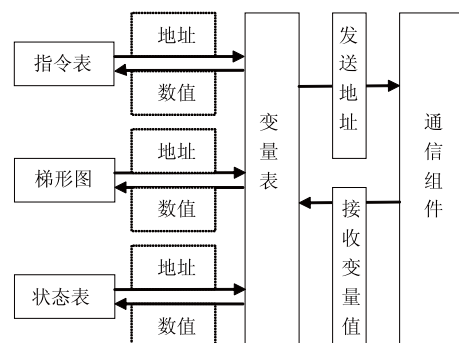 地址
指令表
数值
地址
梯形图
数值
地址
状态表
数值
变量表
发送地址
接收变量值
通信组件